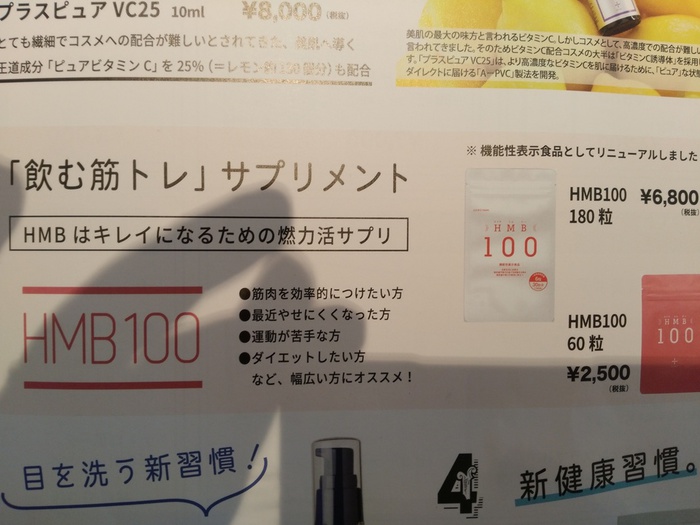 プラスピュア VC25 10ml ¥8,000(税抜)
とても繊細でコスメへの配合が難しいとされてきた、美肌へ導く
王道成分「ピュアビタミン C」を 25%(=レモン約 分)も配合
美肌の最大の味方と言われるビタミンC。しかしコスメとして、高濃度での配合が難しい
言われてきました。そのためビタミンC配合コスメの大半は「ビタミンC誘導体」を採用
す。「プラスピュア VC25」は、より高濃度なビタミンCを肌に届けるために、「ピュア」な状
ダイレクトに届ける「A-PVC」製法を開発。
※ 機能性表示食品としてリニューアルしました
「飲む筋トレ」サプリメント
HMB はキレイになるための燃力活サプリ
HMB100
●筋肉を効率的につけたい方
●最近やせにくくなった方
●運動が苦手な方
●ダイエットしたい方
など、幅広い方にオススメ!
HMB
100
HMB100
180 粒
¥6,800
(税抜)
HMB100
60 粒
¥2,500
(税抜)
HMB
100
+
目を洗う新習慣!
4
新健康習慣。